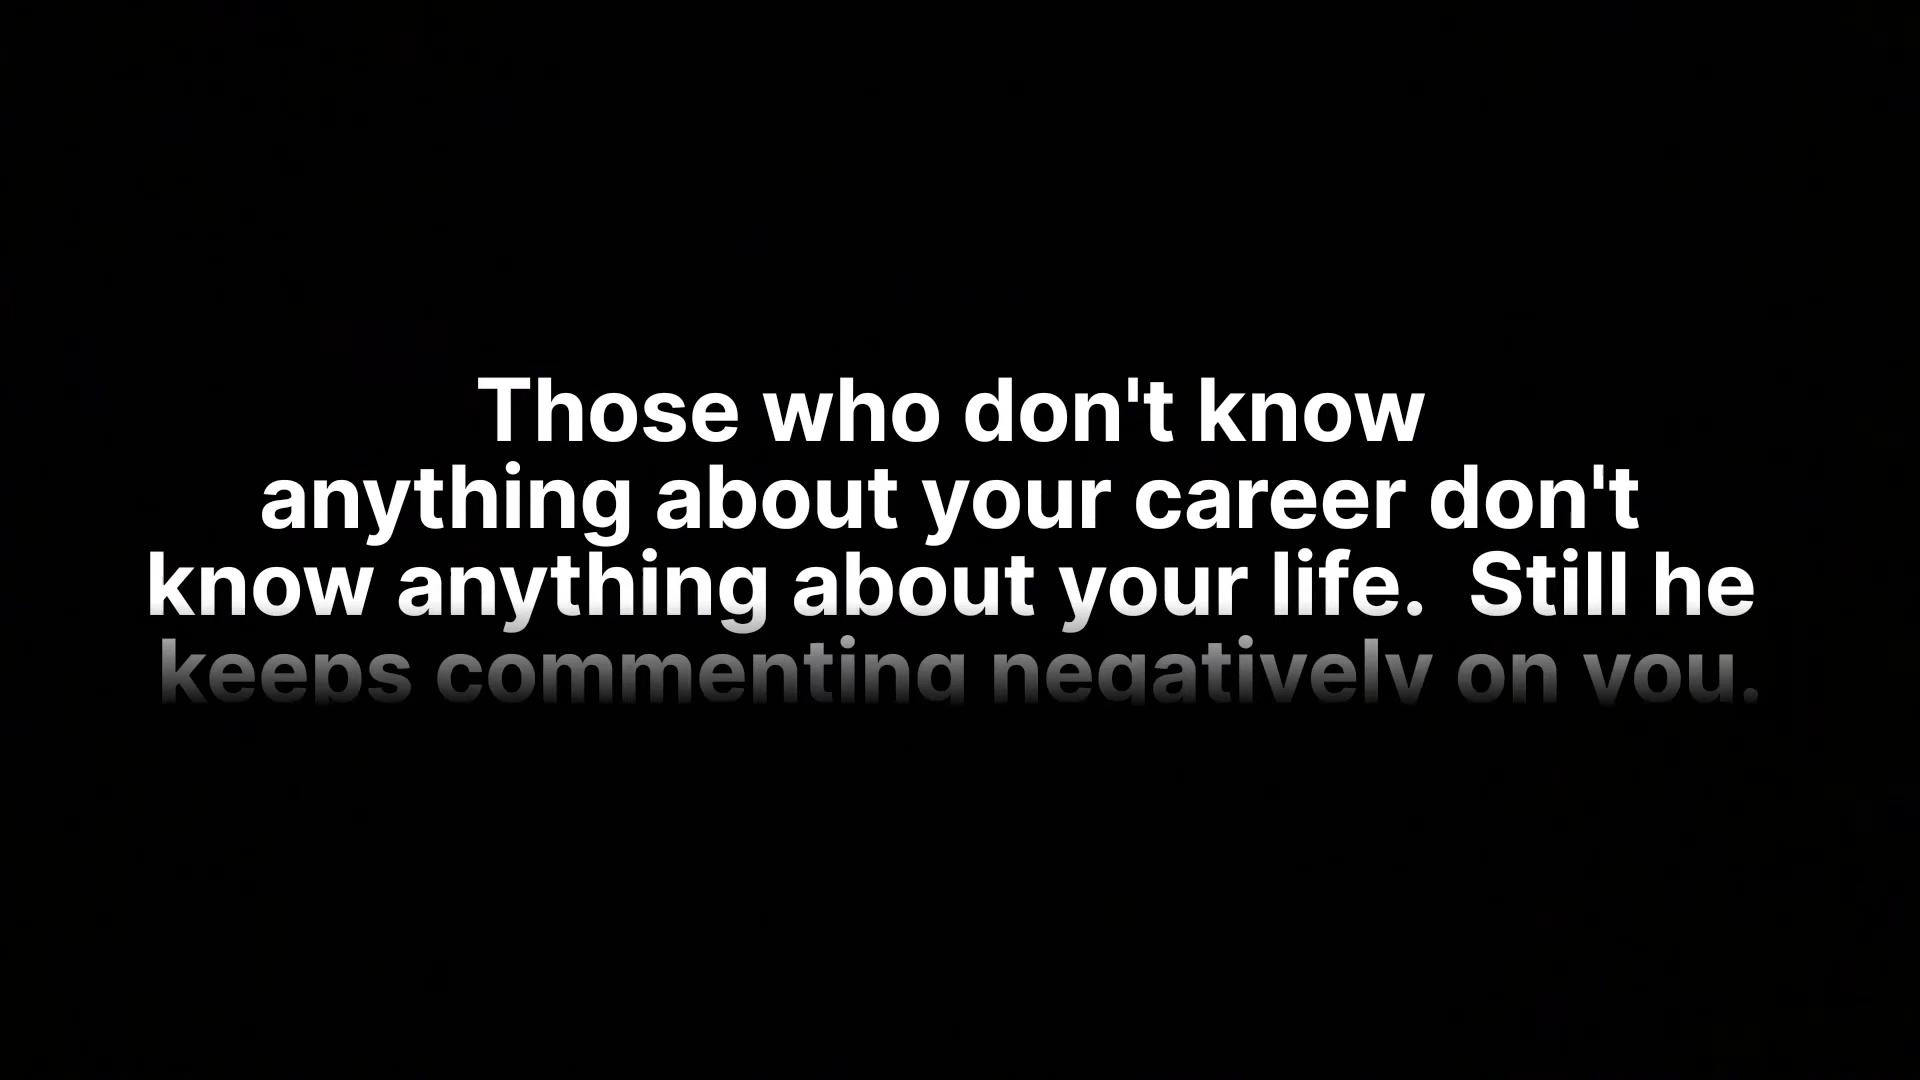 Those who don't know
anything about your career don't
know anything about your life.  Still he
keeps commenting negatively on you.